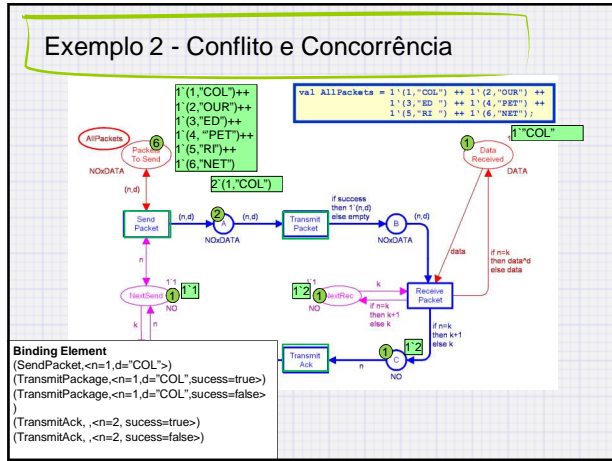 Exemplo 2 - Conflito e Concorrência
1`(1,"COL")++
1`(2,"OUR")++
1`(3,"ED")++
1`(4, "”PET")++
1`(5,"RI")++
1`(6,"NET")
val AllPackets = 1`(1,"COL") ++ 1`(2,"OUR") ++
1`(3,"ED ") ++ 1`(4,"PET") ++
1`(5,"RI ") ++ 1`(6,"NET");
AllPackets
Packets
To Send
6
NOxDATA
1`"COL"
1
Data
Received
DATA
(n,d)
2`(1,"COL")
Send
Packet
(n,d)
2
A
NOxDATA
(n,d)
Transmit
Packet
if success
then 1`(n,d)
else empty
B
NOxDATA
(n,d)
data
if n=k
then data^d
else data
n
1`1
NextSend
1
1`1
NO
k
n
1`2
1`1
1
NextRec
NO
k
if n=k
then k+1
else k
Receive
Packet
if n=k
then k+1
else k
Transmit
Ack
n
1
C
1`2
NO
Binding Element
(SendPacket,<n=1,d="COL">)
(TransmitPackage,<n=1,d="COL",sucess=true>)
(TransmitPackage,<n=1,d="COL",sucess=false>
)
(TransmitAck, ,<n=2, sucess=true>)
(TransmitAck, ,<n=2, sucess=false>)